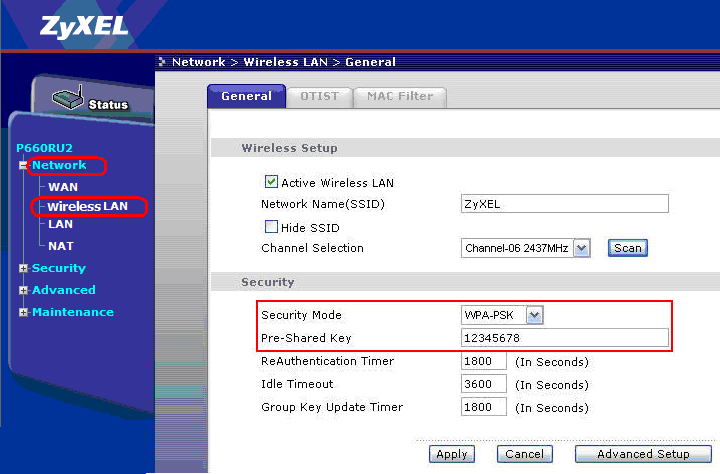 ZyXEL
Network > Wireless LAN > General
Status
General OTIST MAC Filter
P660RU2
Network
WAN
Wireless LAN
LAN
NAT
Security
Advanced
Maintenance
Wireless Setup
Active Wireless LAN
Network Name(SSID) ZyXEL
Hide SSID
Channel Selection Channel-06 2437MHz Scan
Security
Security Mode WPA-PSK
Pre-Shared Key 12345678
ReAuthentication Timer 1800 (In Seconds)
Idle Timeout 3600 (In Seconds)
Group Key Update Timer 1800 (In Seconds)
Apply Cancel Advanced Setup